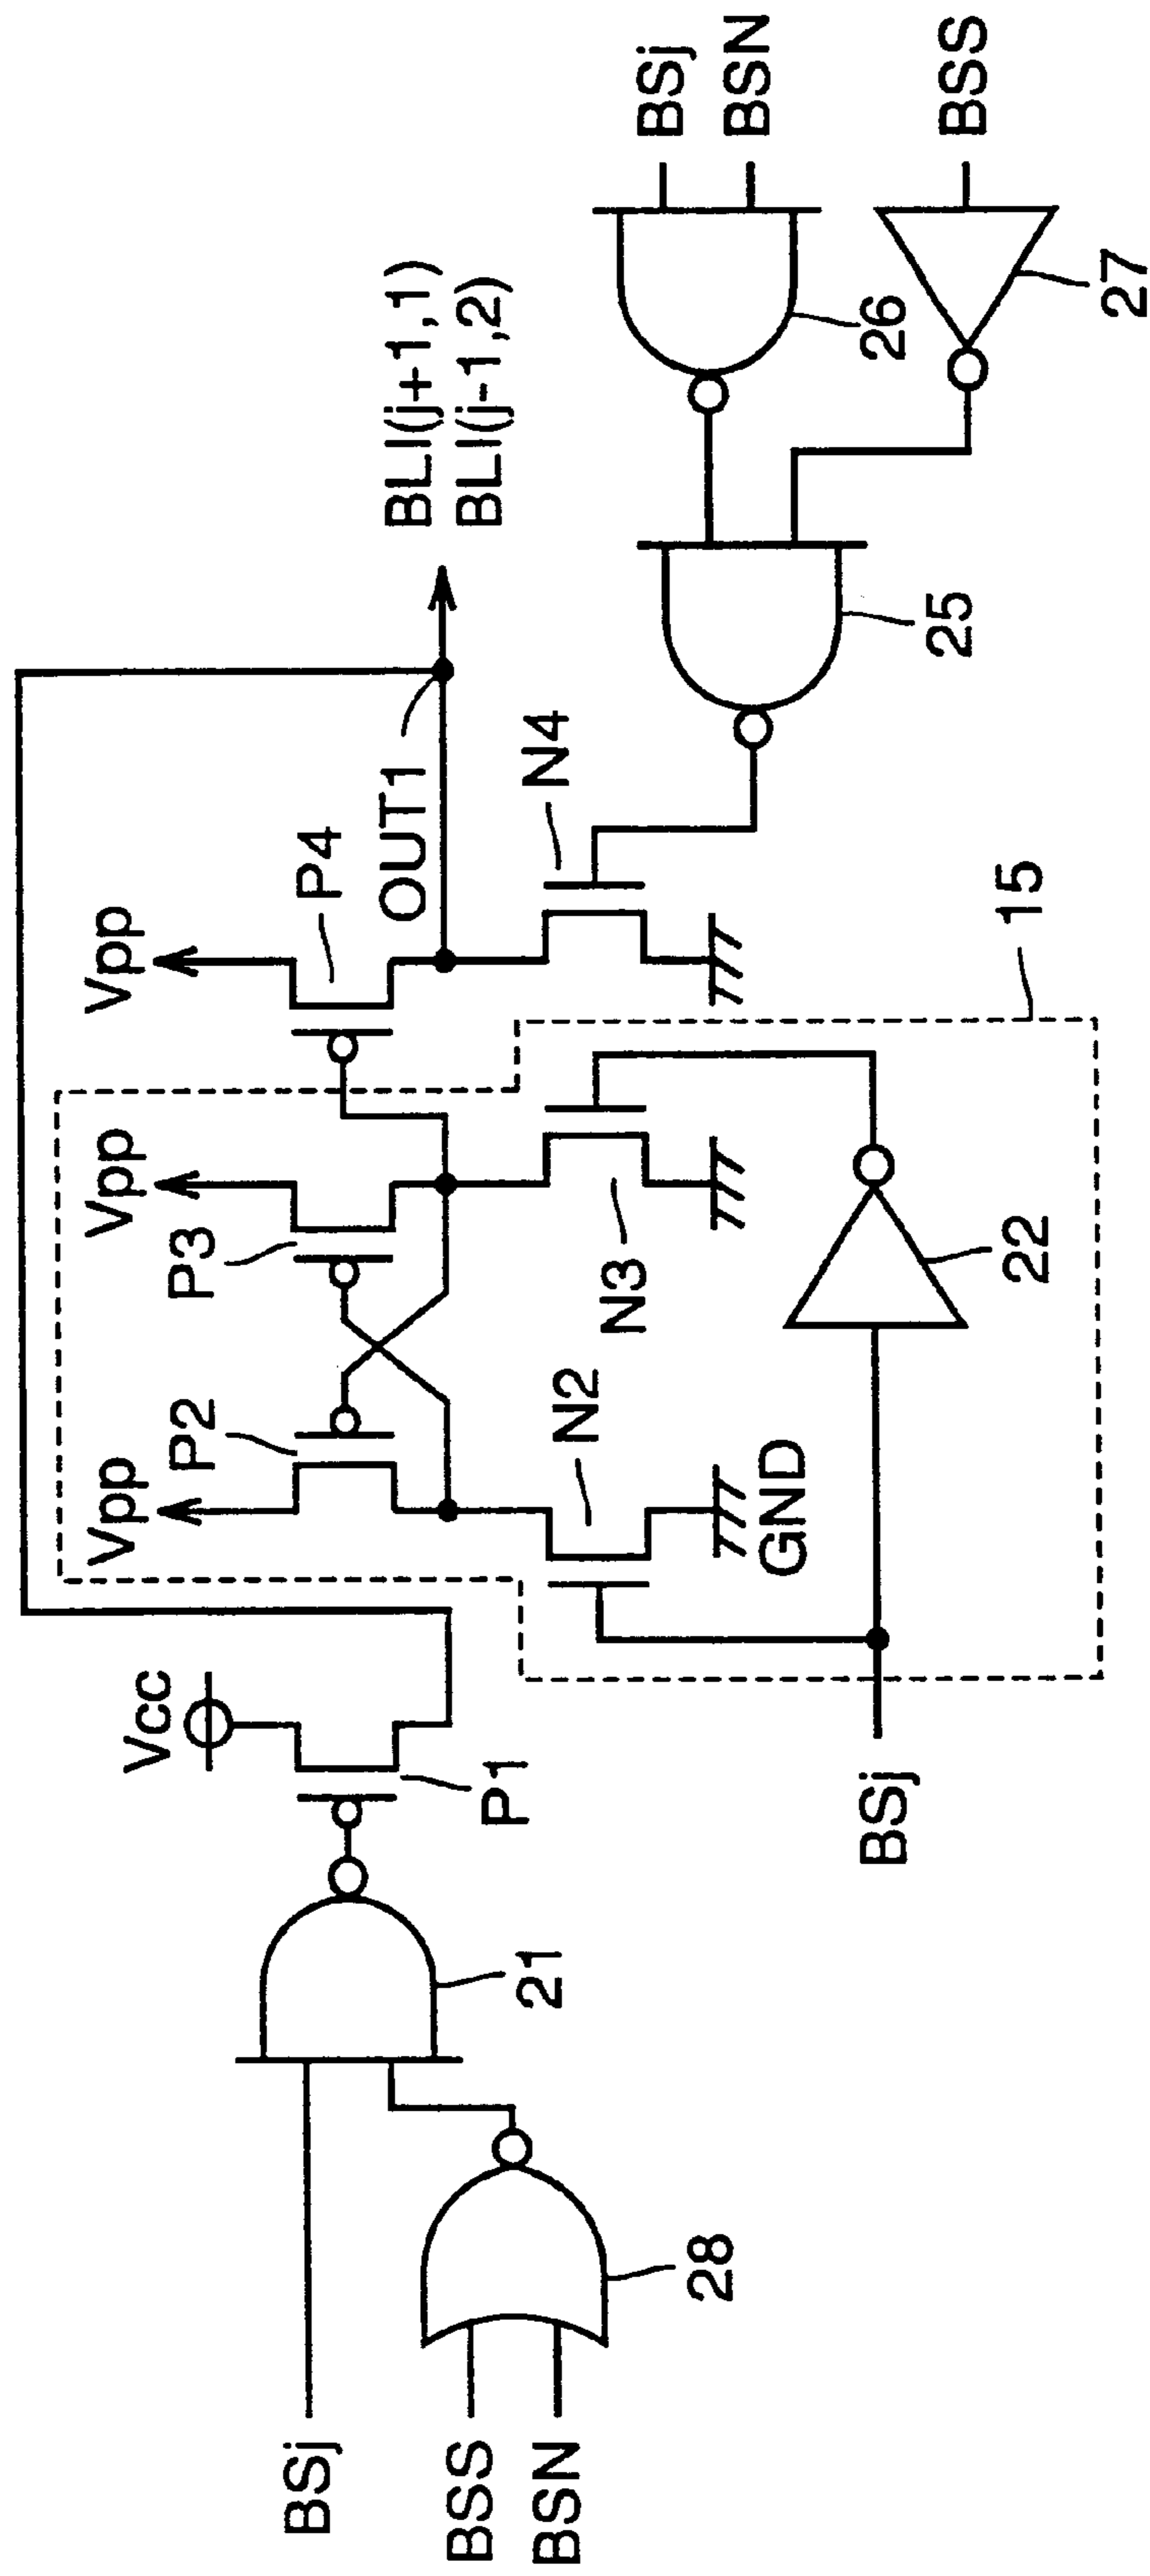 BSj
BSS
BSN
28
21
Vcc
P1
Vpp
P2
P3
Vpp
Vpp
P4
OUT1
BLI(j+1,1)
BLI(j-1,2)
N2
GND
N3
N4
BSj
22
15
25
26
27
BSj
BSN
BSS